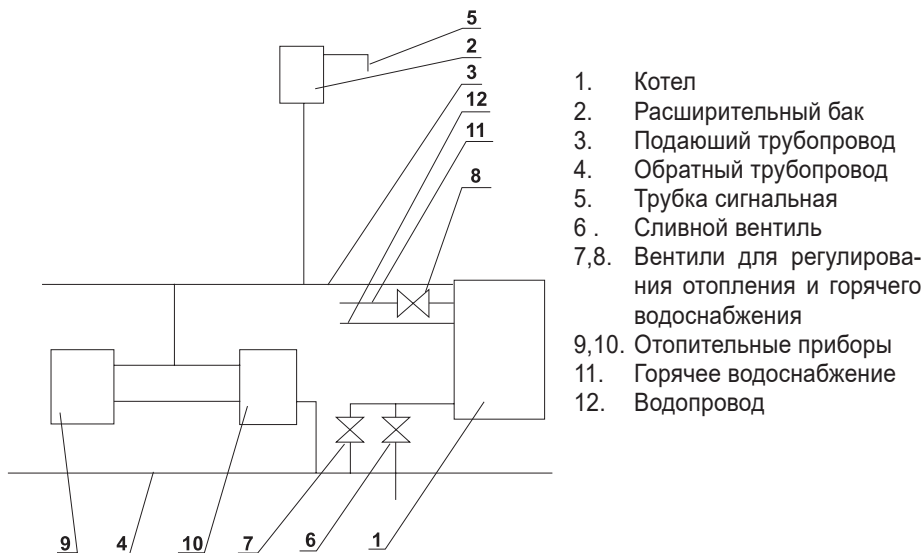 5
2
3
12
11
8
1. Котел
2. Расширительный бак
3. Подаюший трубопровод
4. Обратный трубопровод
5. Трубка сигнальная
6 . Сливной вентиль
7,8. Вентили для регулирова-
ния отопления и горячего
водоснабжения
9,10. Отопительные приборы
11. Горячее водоснабжение
12. Водопровод
9 4 10 7 6 1